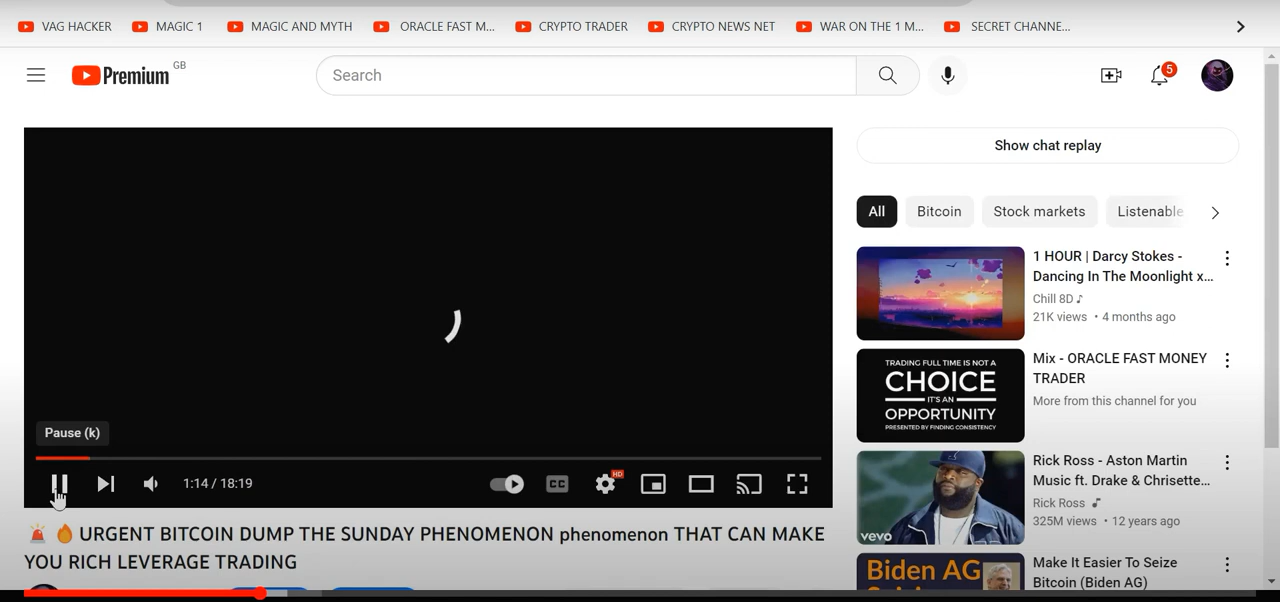 VAG HACKER
MAGIC 1
MAGIC AND MYTH
ORACLE FAST M...
CRYPTO TRADER
CRYPTO NEWS NET
WAR ON THE 1 M...
SECRET CHANNE...
Premium GB
Search
5
Show chat replay
All
Bitcoin
Stock markets
Listenable
1 HOUR | Darcy Stokes -
Dancing In The Moonlight x...
Chill 8D
21K views • 4 months ago
TRADING FULL TIME IS NOT A
CHOICE
IT'S AN
OPPORTUNITY
PRESENTED BY FINDING CONSISTENCY
Mix - ORACLE FAST MONEY
TRADER
More from this channel for you
vevo
Rick Ross - Aston Martin
Music ft. Drake & Chrisette...
Rick Ross
325M views • 12 years ago
Biden AG
Make It Easier To Seize
Bitcoin (Biden AG)
Pause (k)
1:14 / 18:19
CC
HD
🚨🔥 URGENT BITCOIN DUMP THE SUNDAY PHENOMENON phenomenon THAT CAN MAKE
YOU RICH LEVERAGE TRADING